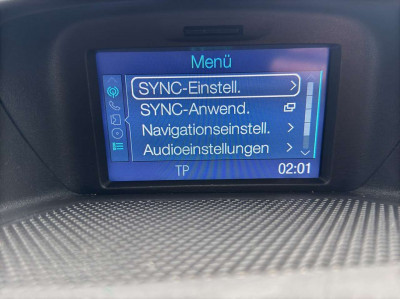 Menü
SYNC-Einstell.
SYNC-Anwend.
Navigationseinstell.
Audioeinstellungen
TP 02:01